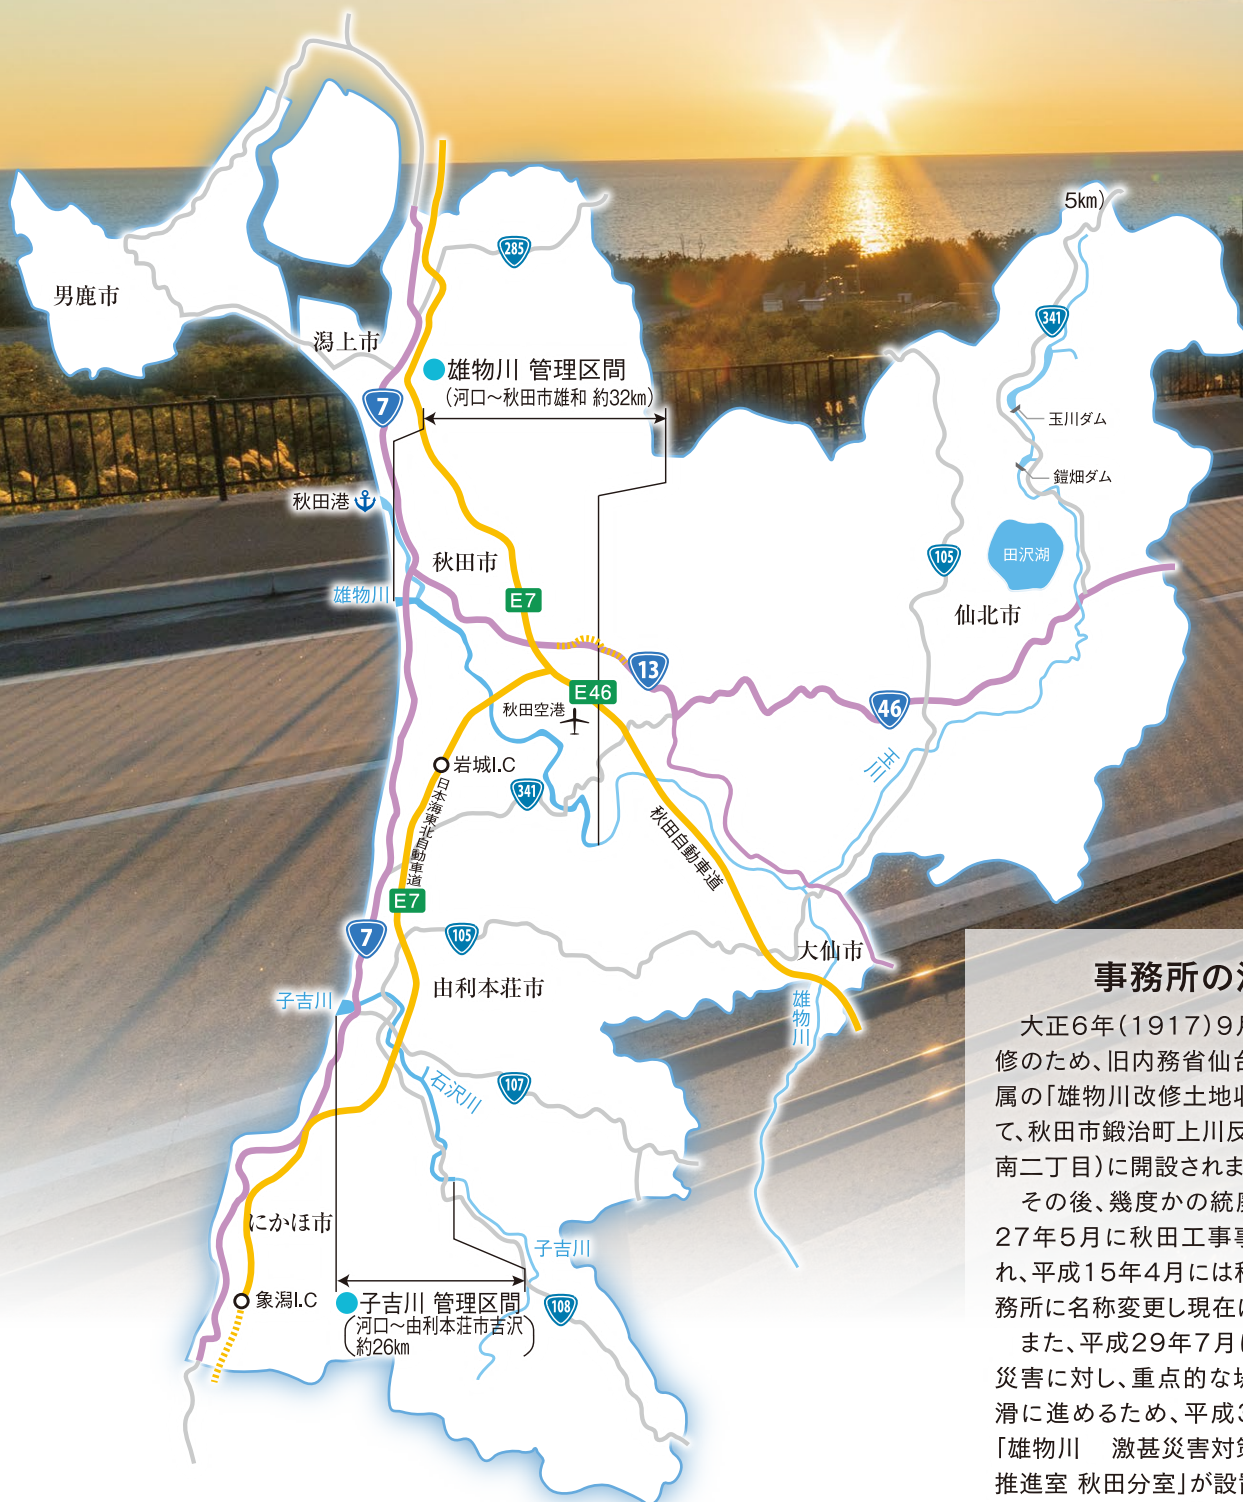 5km)
285
男鹿市
341
潟上市
雄物川 管理区間
(河口～秋田市雄和 約32km)
7
玉川ダム
鎧畑ダム
秋田港
秋田市
105
田沢湖
雄物川
E7
仙北市
13
E46
秋田空港
46
岩城I.C
玉川
341
日本海東北自動車道
秋田自動車道
E7
7
105
大仙市
由利本荘市
子吉川
雄物川
石沢川
107
にかほ市
子吉川
象潟I.C
子吉川 管理区間
(河口～由利本荘市吉沢
約26km)
108
事務所の
大正6年(1917)9月
修のため、旧内務省仙台
属の「雄物川改修土地収
て、秋田市鍛治町上川反
南二丁目)に開設されま
その後、幾度かの統廃
27年5月に秋田工事事
れ、平成15年4月には秋
務所に名称変更し現在に
また、平成29年7月に
災害に対し、重点的な堤
滑に進めるため、平成3
「雄物川 激甚災害対策
推進室 秋田分室」が設置